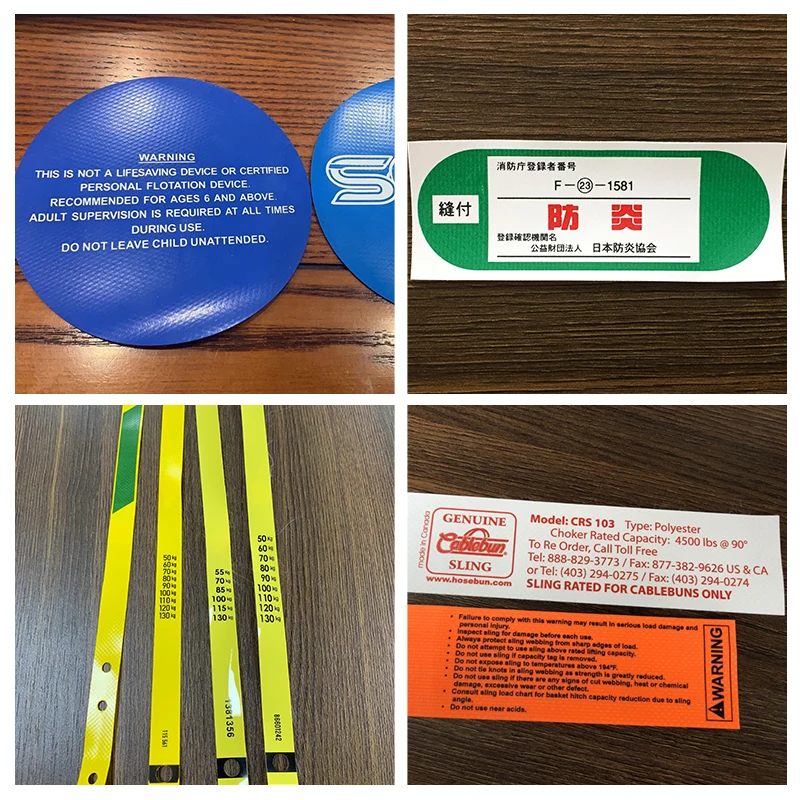 WARNING
THIS IS NOT A LIFESAVING DEVICE OR CERTIFIED
PERSONAL FLOTATION DEVICE.
RECOMMENDED FOR AGES 6 AND ABOVE.
ADULT SUPERVISION IS REQUIRED AT ALL TIMES
DURING USE.
DO NOT LEAVE CHILD UNATTENDED.
消防庁登録者番号
F-㉓-1581
縫付
防炎
登録確認機関名
公益財団法人 日本防炎協会
50kg
60kg
70kg
80kg
90kg
100kg
110kg
120kg
130kg
115 561
55kg
70kg
85kg
100kg
115kg
130kg
1381356
50kg
60kg
70kg
80kg
90kg
100kg
110kg
120kg
130kg
86601242
made in Canada
GENUINE
Cablebun
SLING
www.hosebun.com
Model: CRS 103 Type: Polyester
Choker Rated Capacity: 4500 lbs @ 90°
To Re Order, Call Toll Free
Tel: 888-829-3773 / Fax: 877-382-9626 US & CA
or Tel: (403) 294-0275 / Fax: (403) 294-0274
SLING RATED FOR CABLEBUNS ONLY
• Failure to comply with this warning may result in serious load damage and
personal injury.
• Inspect sling for damage before each use.
• Always protect sling webbing from sharp edges of load.
• Do not attempt to use sling above rated lifting capacity.
• Do not use sling if capacity tag is removed.
• Do not expose sling to temperatures above 194°F.
• Do not tie knots in sling webbing as strength is greatly reduced.
• Do not use sling if there are any signs of cut webbing, heat or chemical
damage, excessive wear or other defect.
• Consult sling load chart for basket hitch capacity reduction due to sling
angle.
• Do not use near acids.
WARNING